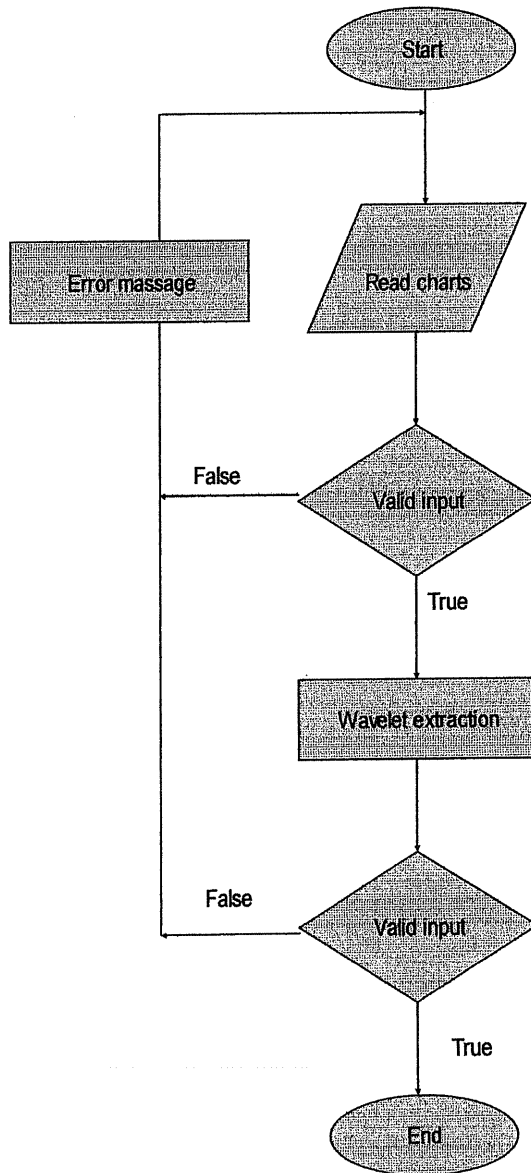 Start
Error massage
Read charts
False
Valid input
True
Wavelet extraction
False
Valid input
True
End